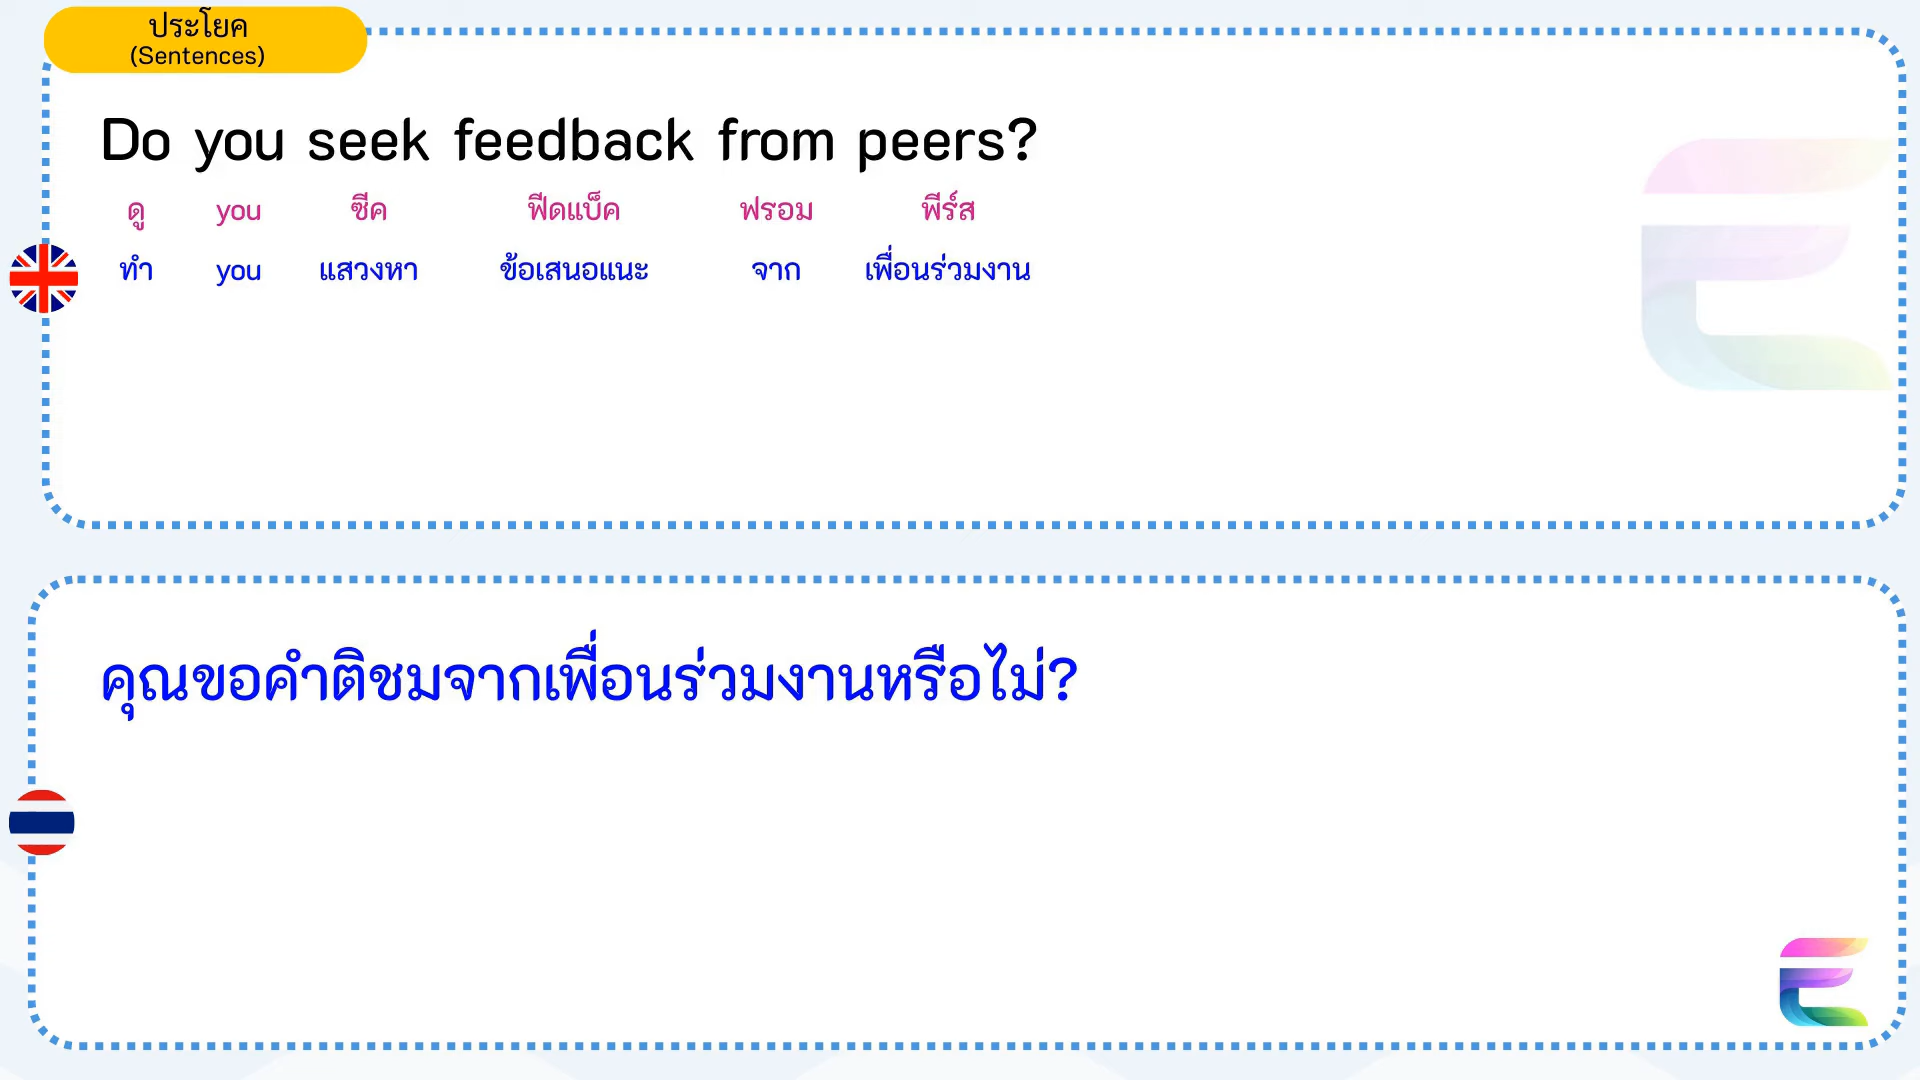 ประโยค
(Sentences)
Do you seek feedback from peers?
ดู you ซีค ฟีดแบ็ค ฟรอม พีร์ส
ทำ you แสวงหา ข้อเสนอแนะ จาก เพื่อนร่วมงาน
คุณขอคำติชมจากเพื่อนร่วมงานหรือไม่?